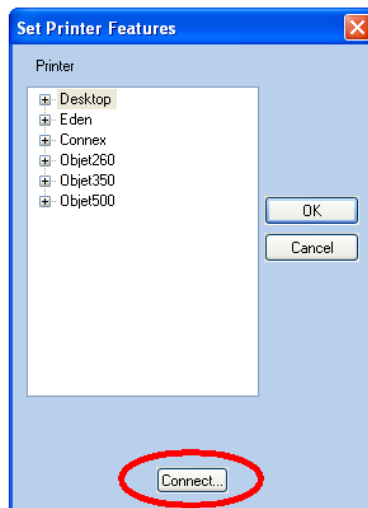 Set Printer Features
Printer
Desktop
Eden
Connex
Objet260
Objet350
Objet500
OK
Cancel
Connect...